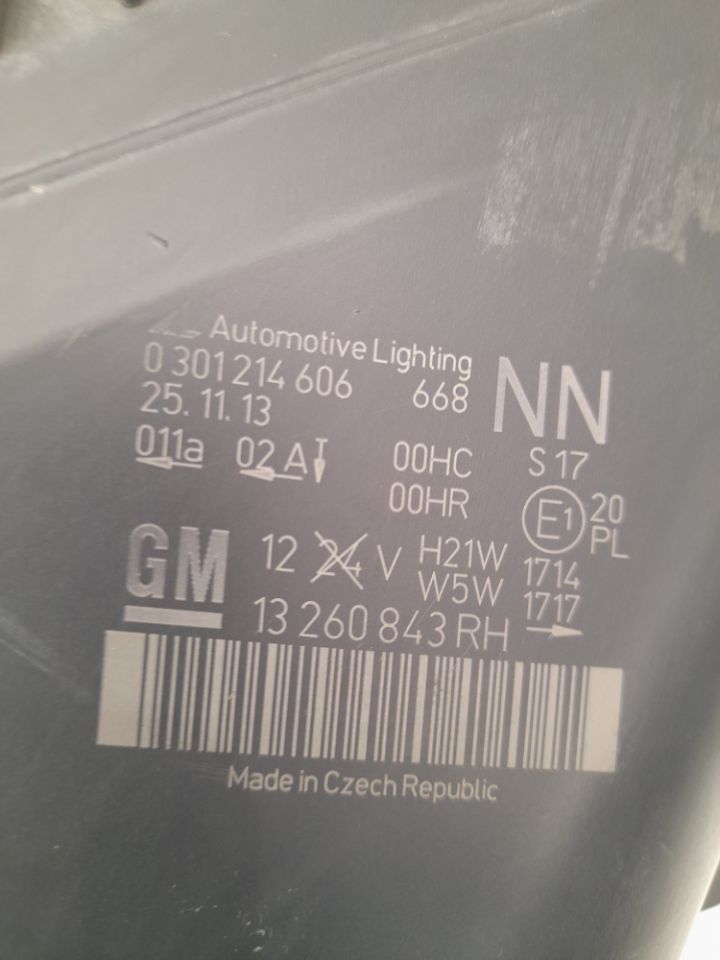 Automotive Lighting
0 301 214 606 668 NN
25.11.13
011a 02A 00HC S 17
00HR E1 20
PL
GM 12 24 V H21W 1714
W5W 1717
13 260 843 RH
Made in Czech Republic